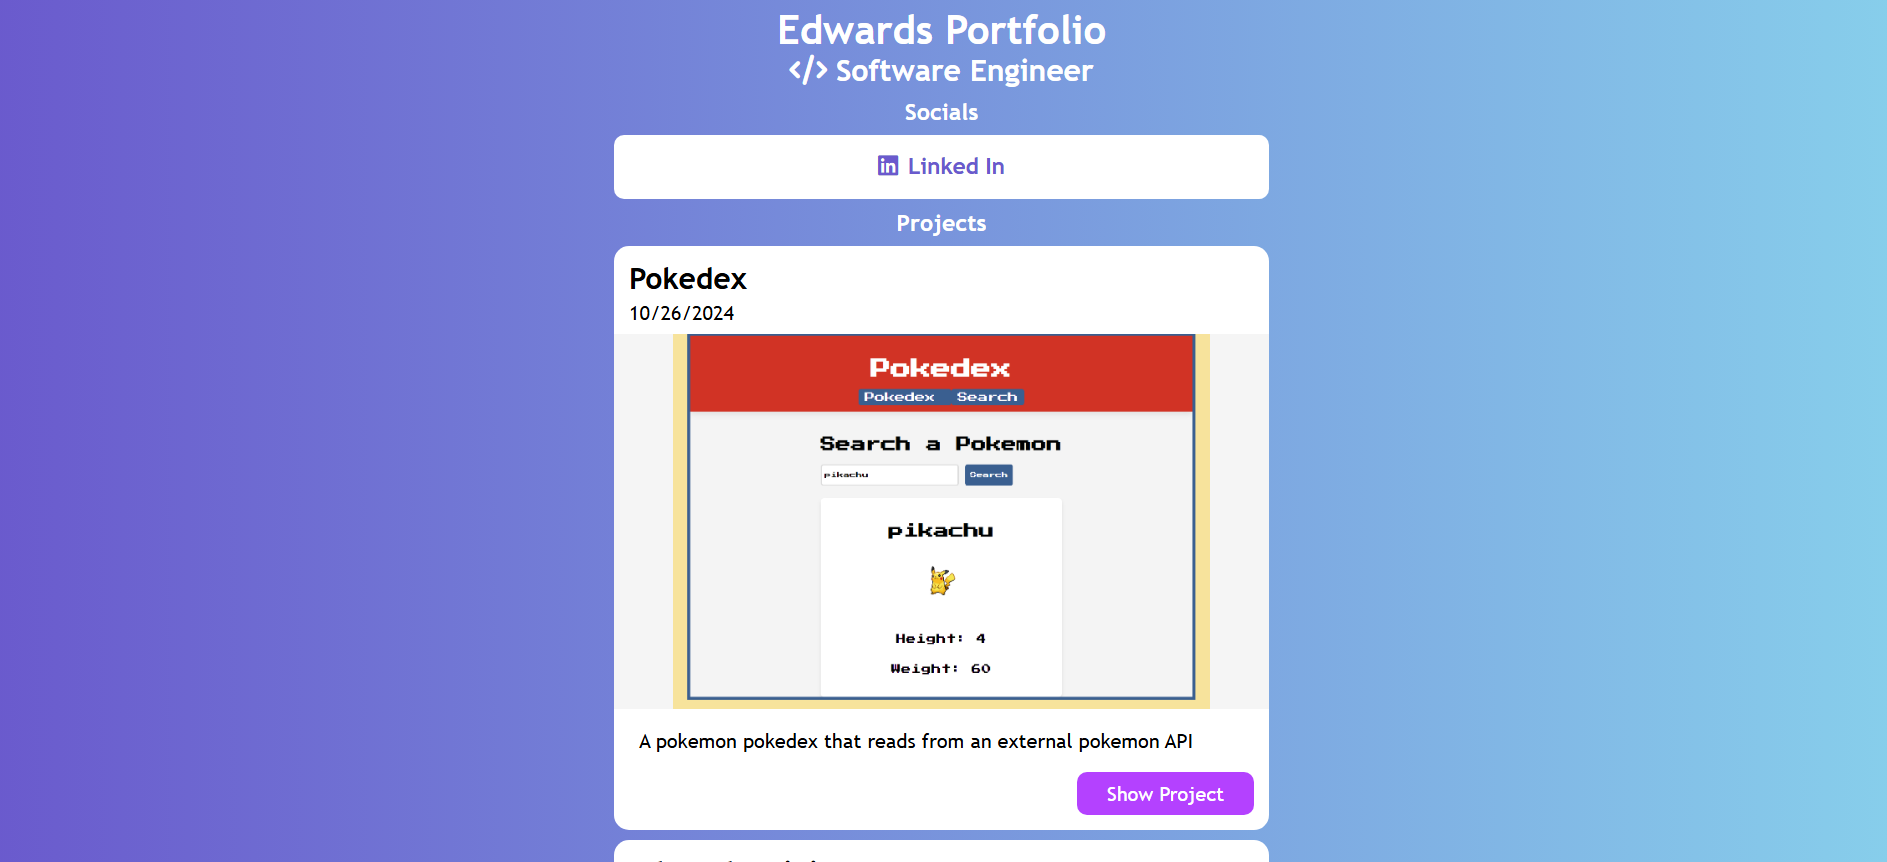 Edwards Portfolio
</> Software Engineer
Socials
in Linked In
Projects
Pokedex
10/26/2024
Pokedex
Pokedex Search
Search a Pokemon
pikachu Search
pikachu
Height: 4
Weight: 60
A pokemon pokedex that reads from an external pokemon API
Show Project